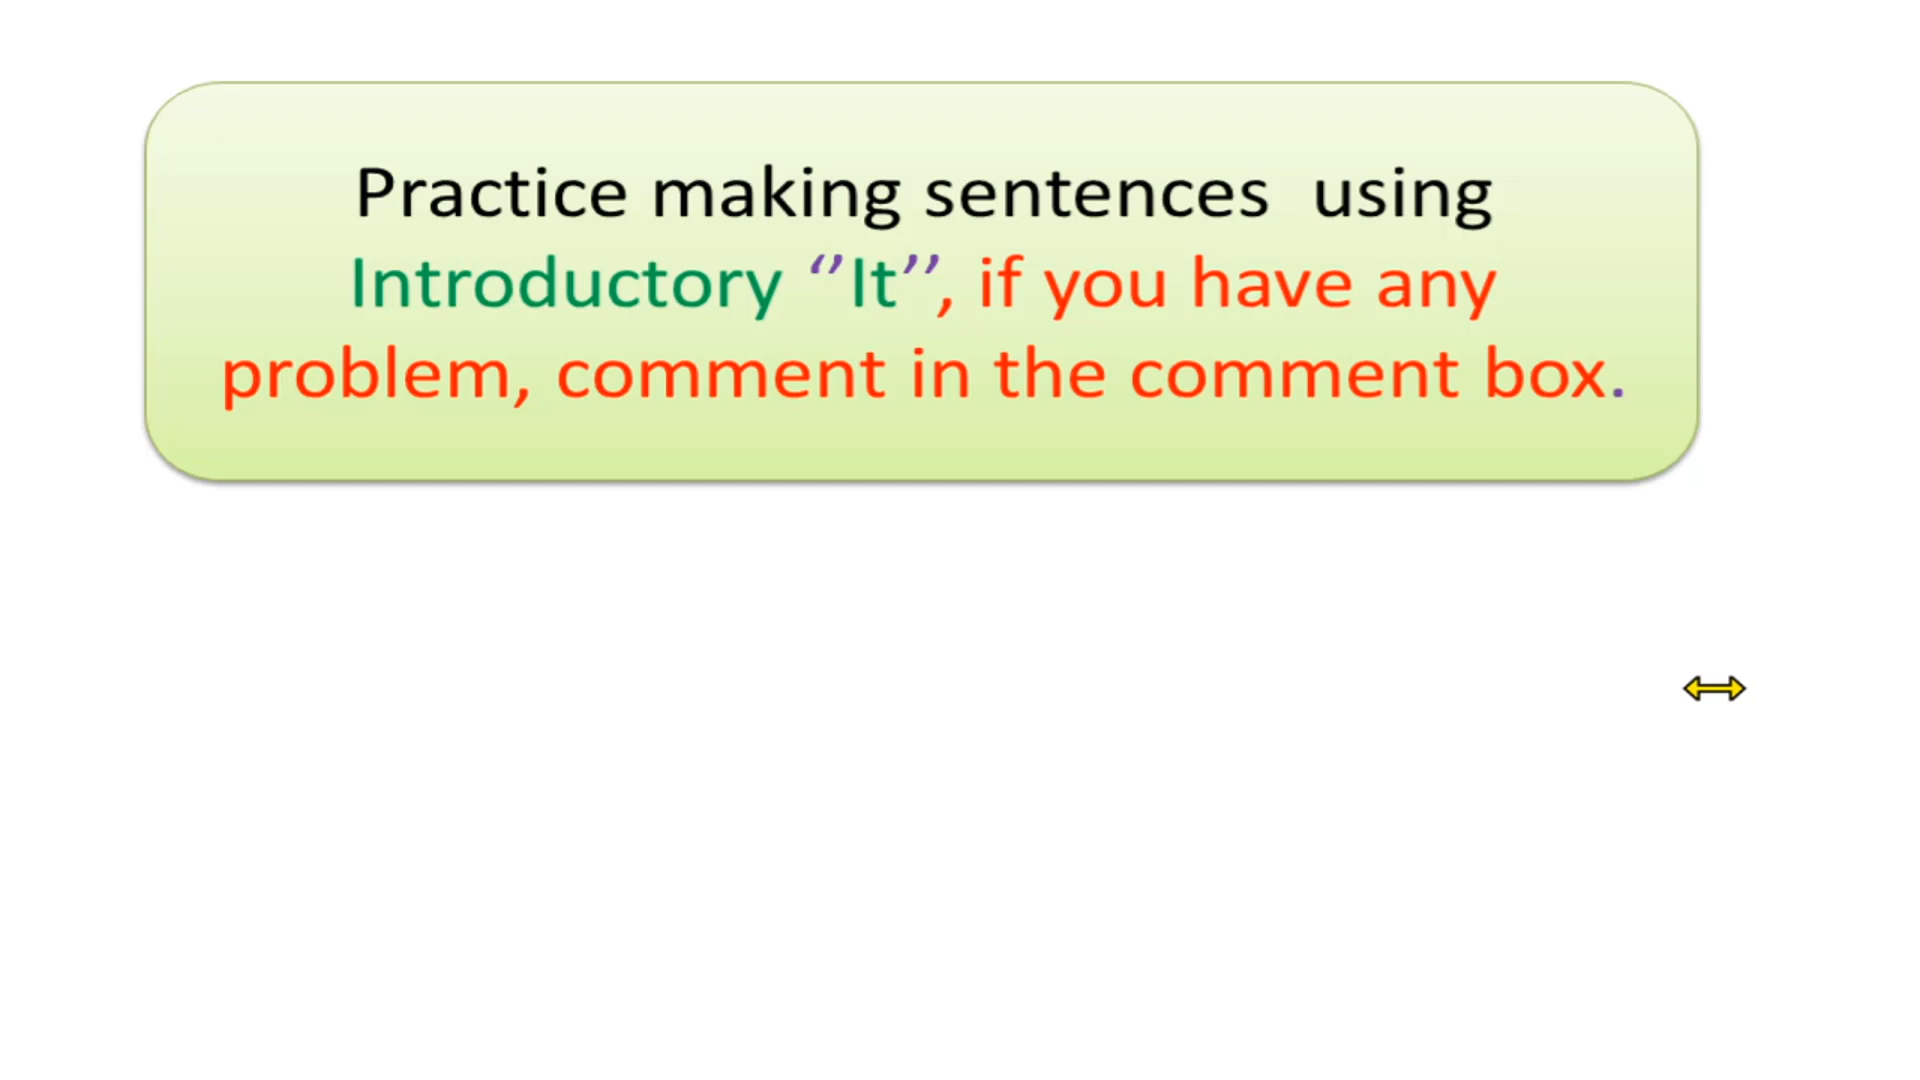 Practice making sentences  using
Introductory ‘’It’’, if you have any
problem, comment in the comment box.